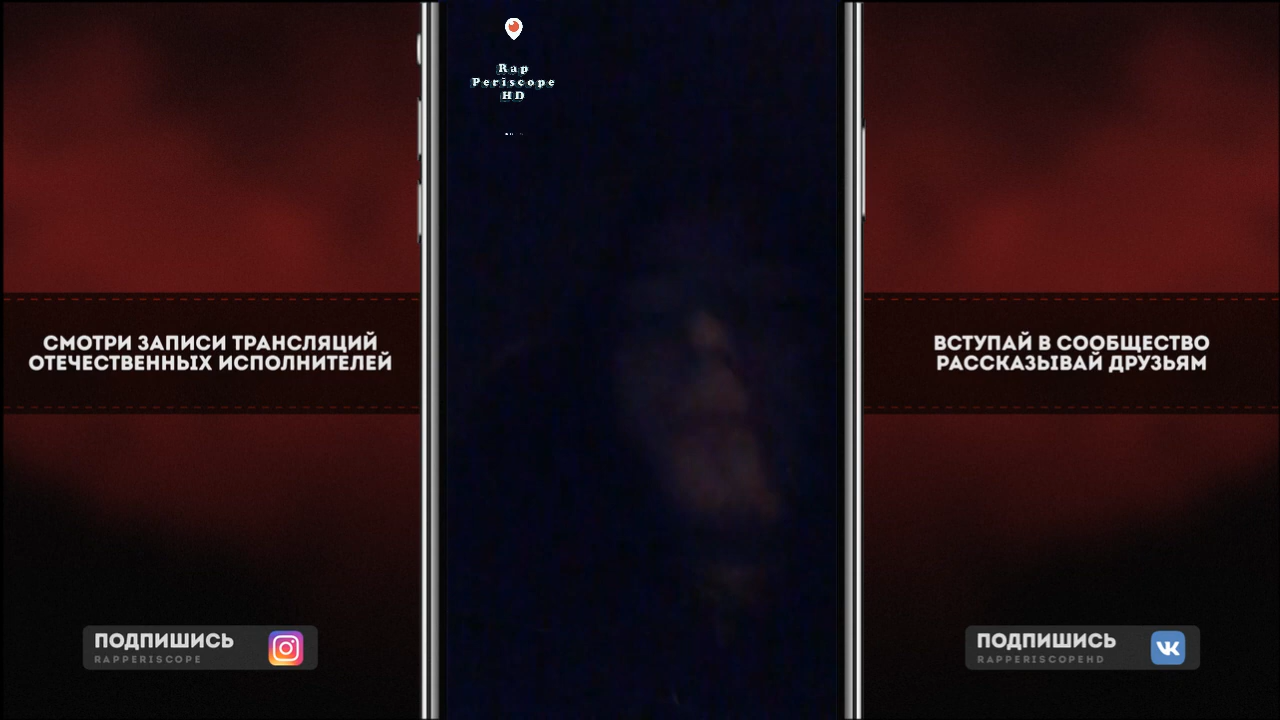 Rap
Periscope
HD
СМОТРИ ЗАПИСИ ТРАНСЛЯЦИЙ
ОТЕЧЕСТВЕННЫХ ИСПОЛНИТЕЛЕЙ
ВСТУПАЙ В СООБЩЕСТВО
РАССКАЗЫВАЙ ДРУЗЬЯМ
ПОДПИШИСЬ
RAPPERISCOPE
ПОДПИШИСЬ
RAPPERISCOPEHD